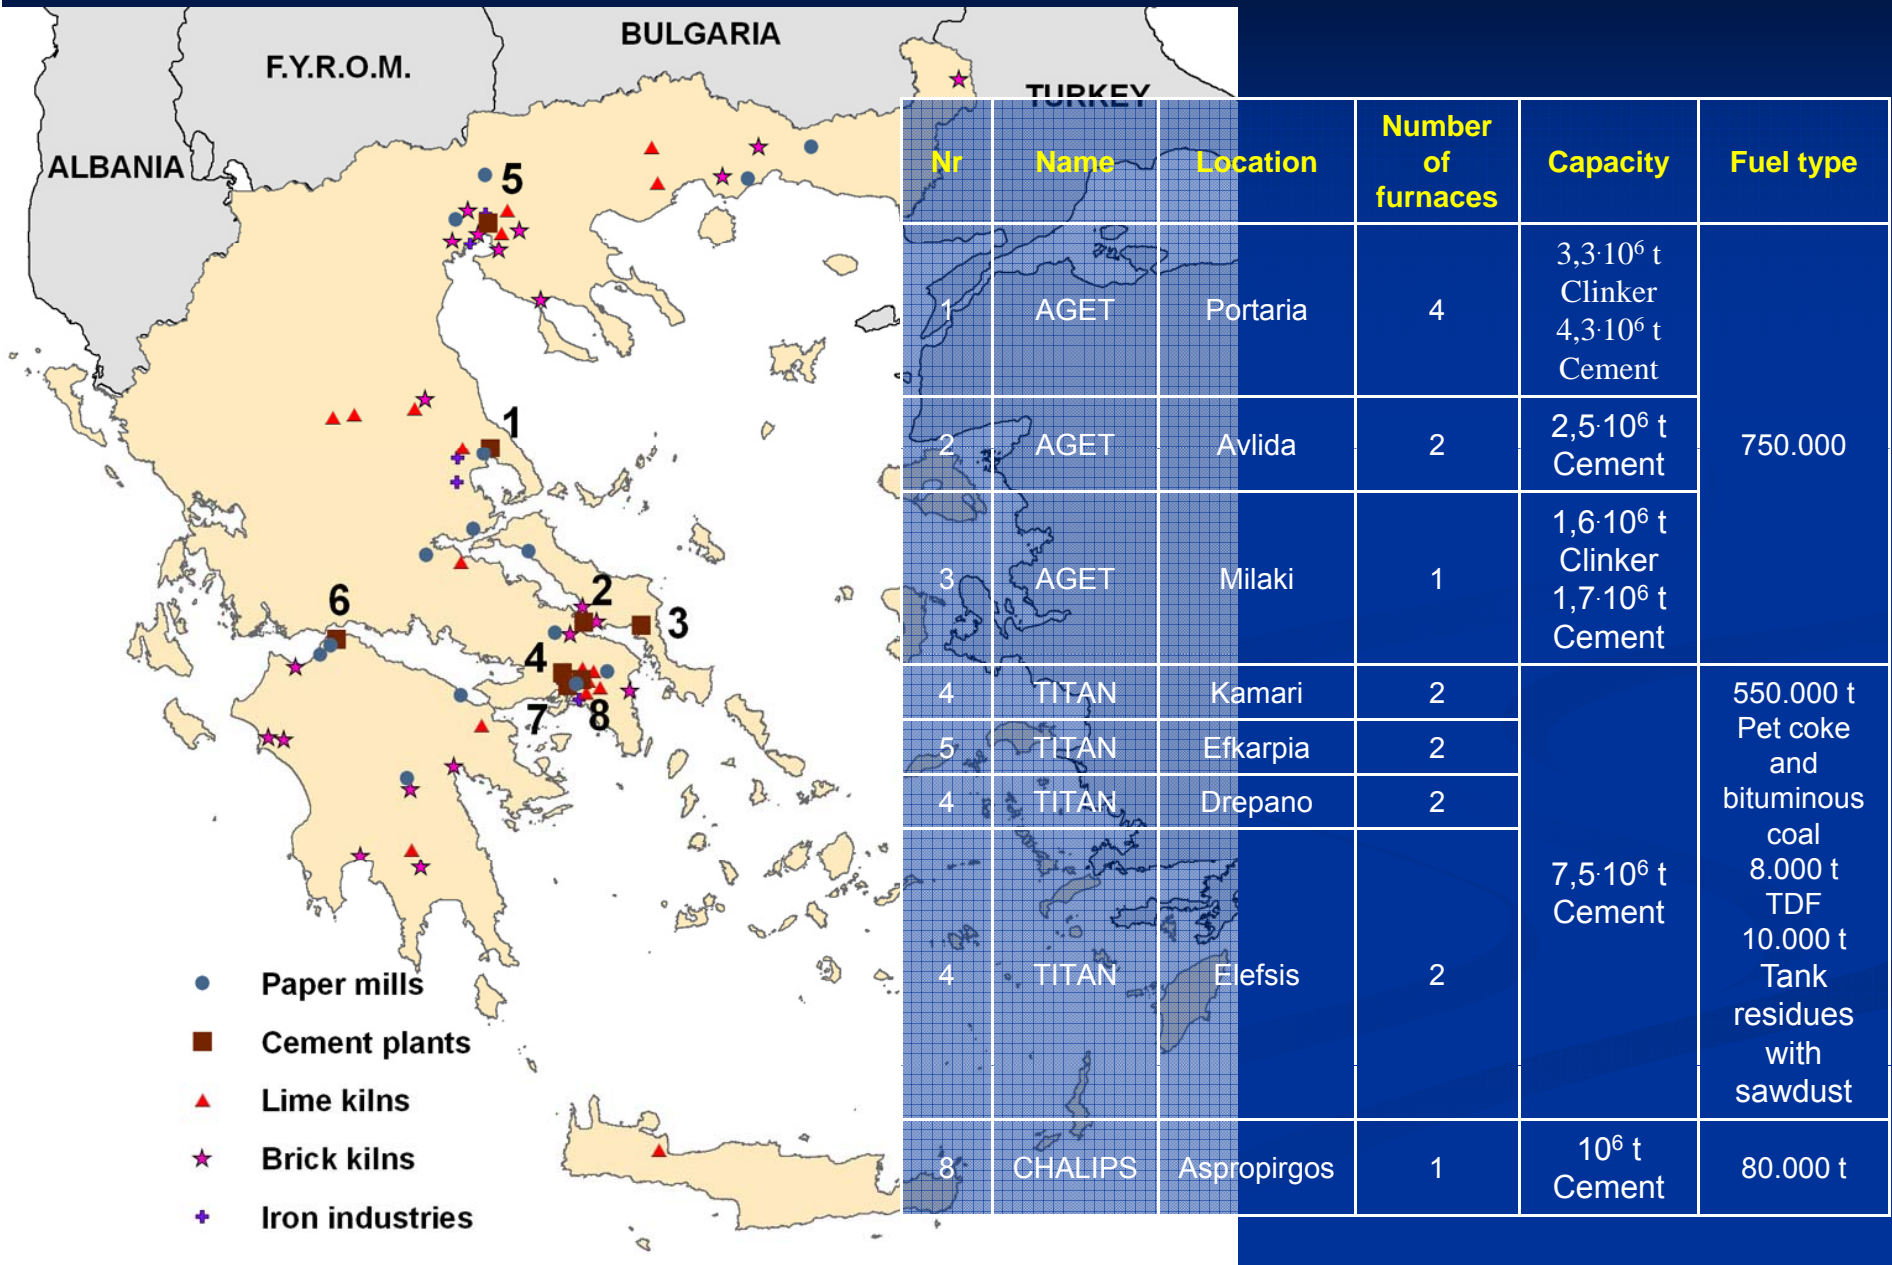 BULGARIA
F.Y.R.O.M.
TURKEY
ALBANIA
5
1
6
2
3
4
7
8
Paper mills
Cement plants
Lime kilns
Brick kilns
Iron industries
Nr
Name
Location
Number
of
furnaces
Capacity
Fuel type
1
AGET
Portaria
4
3,3·10⁶ t
Clinker
4,3·10⁶ t
Cement
750.000
2
AGET
Avlida
2
2,5·10⁶ t
Cement
3
AGET
Milaki
1
1,6·10⁶ t
Clinker
1,7·10⁶ t
Cement
4
TITAN
Kamari
2
7,5·10⁶ t
Cement
550.000 t
Pet coke
and
bituminous
coal
8.000 t
TDF
10.000 t
Tank
residues
with
sawdust
5
TITAN
Efkarpia
2
4
TITAN
Drepano
2
4
TITAN
Elefsis
2
8
CHALIPS
Aspropirgos
1
10⁶ t
Cement
80.000 t